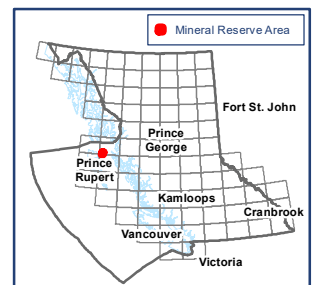 Mineral Reserve Area
Fort St. John
Prince
George
Prince
Rupert
Kamloops
Cranbrook
Vancouver
Victoria